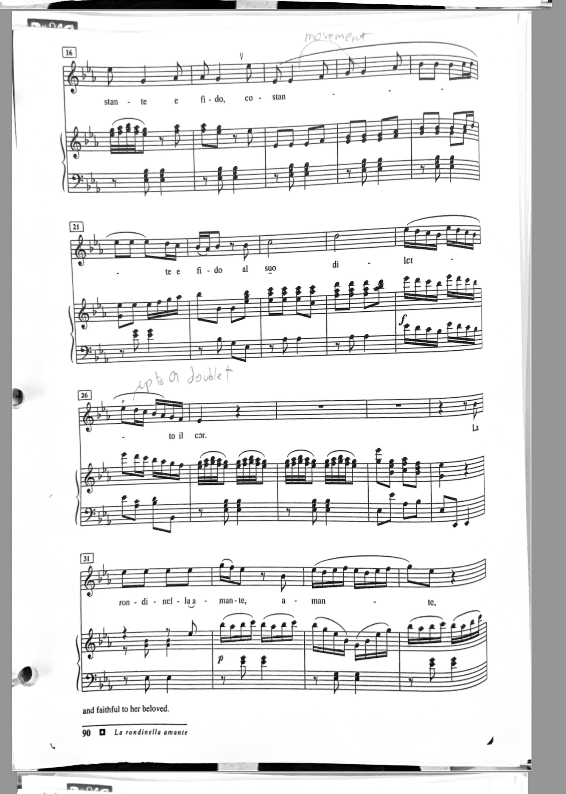 movement
16
stan - te e fi - do, co - stan - - -
21
- te e fi - do al suo di - let -
up to a doublet
26
- to il cor. La
31
ron - di - nel - la a - man - te, a - man - te,
p
and faithful to her beloved.
90 La rondinella amante